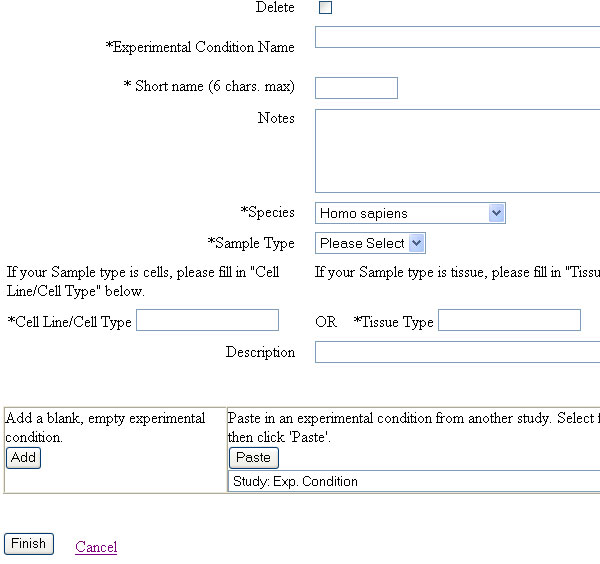 Delete
*Experimental Condition Name
* Short name (6 chars. max)
Notes
*Species Homo sapiens
*Sample Type Please Select
If your Sample type is cells, please fill in "Cell
Line/Cell Type" below.
If your Sample type is tissue, please fill in "Tissu
*Cell Line/Cell Type OR *Tissue Type
Description
Add a blank, empty experimental
condition.
Add
Paste in an experimental condition from another study. Select f
then click 'Paste'.
Paste
Study: Exp. Condition
Finish Cancel